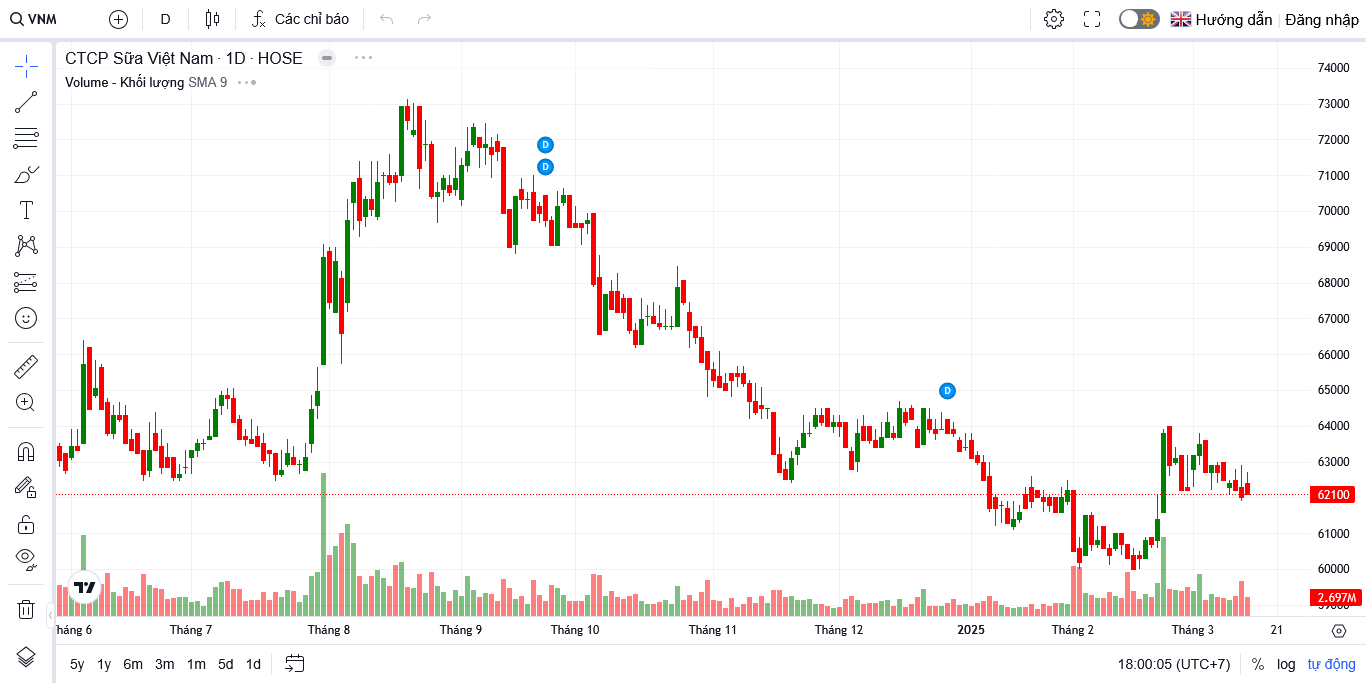 VNM D Các chỉ báo Hướng dẫn Đăng nhập
CTCP Sữa Việt Nam · 1D · HOSE
Volume - Khối lượng SMA 9
74000
73000
72000
D
D
71000
70000
69000
68000
67000
66000
65000
D
64000
63000
62100
61000
60000
2.697M
59000
háng 6 Tháng 7 Tháng 8 Tháng 9 Tháng 10 Tháng 11 Tháng 12 2025 Tháng 2 Tháng 3 21
5y 1y 6m 3m 1m 5d 1d 18:00:05 (UTC+7) % log tự động